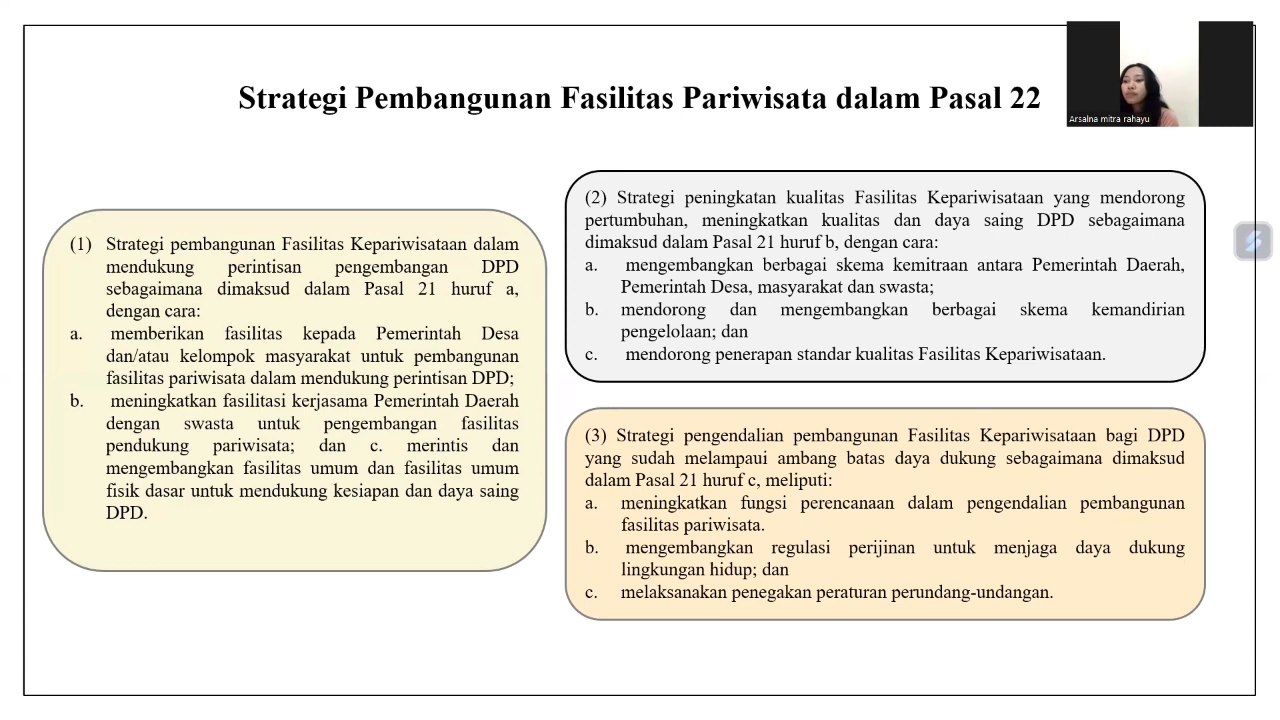 Strategi Pembangunan Fasilitas Pariwisata dalam Pasal 22
Arsalna mitra rahayu
(1) Strategi pembangunan Fasilitas Kepariwisataan dalam
mendukung perintisan pengembangan DPD
sebagaimana dimaksud dalam Pasal 21 huruf a,
dengan cara:
a. memberikan fasilitas kepada Pemerintah Desa
dan/atau kelompok masyarakat untuk pembangunan
fasilitas pariwisata dalam mendukung perintisan DPD;
b. meningkatkan fasilitasi kerjasama Pemerintah Daerah
dengan swasta untuk pengembangan fasilitas
pendukung pariwisata; dan c. merintis dan
mengembangkan fasilitas umum dan fasilitas umum
fisik dasar untuk mendukung kesiapan dan daya saing
DPD.
(2) Strategi peningkatan kualitas Fasilitas Kepariwisataan yang mendorong
pertumbuhan, meningkatkan kualitas dan daya saing DPD sebagaimana
dimaksud dalam Pasal 21 huruf b, dengan cara:
a. mengembangkan berbagai skema kemitraan antara Pemerintah Daerah,
Pemerintah Desa, masyarakat dan swasta;
b. mendorong dan mengembangkan berbagai skema kemandirian
pengelolaan; dan
c. mendorong penerapan standar kualitas Fasilitas Kepariwisataan.
(3) Strategi pengendalian pembangunan Fasilitas Kepariwisataan bagi DPD
yang sudah melampaui ambang batas daya dukung sebagaimana dimaksud
dalam Pasal 21 huruf c, meliputi:
a. meningkatkan fungsi perencanaan dalam pengendalian pembangunan
fasilitas pariwisata.
b. mengembangkan regulasi perijinan untuk menjaga daya dukung
lingkungan hidup; dan
c. melaksanakan penegakan peraturan perundang-undangan.